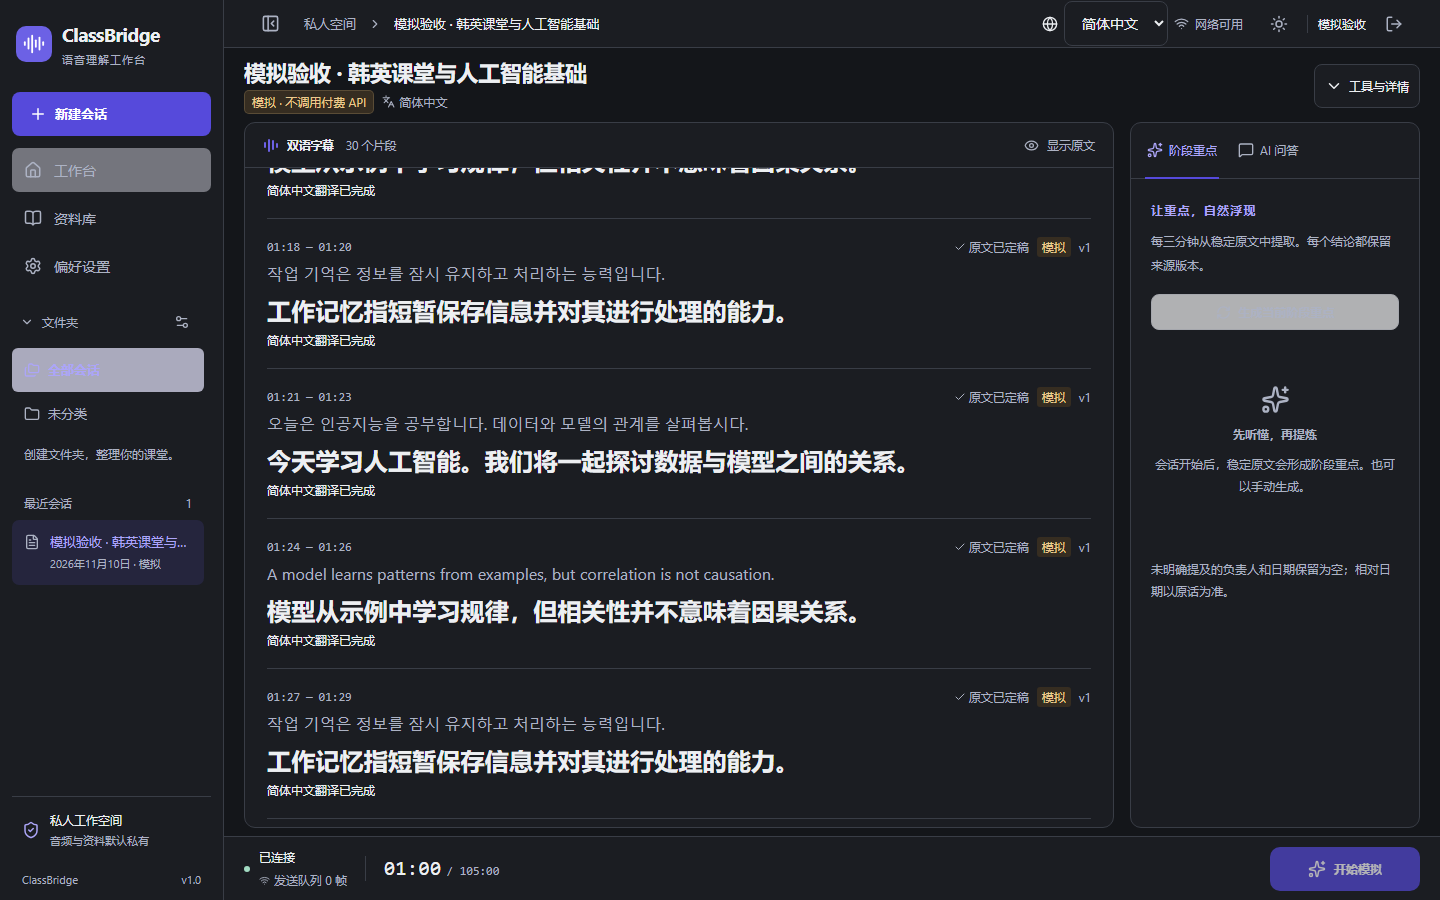 ClassBridge
语音理解工作台
新建会话
工作台
资料库
偏好设置
文件夹
全部会话
未分类
创建文件夹，整理你的课堂。
最近会话 1
模拟验收 · 韩英课堂与...
2026年11月10日 · 模拟
私人工作空间
音频与资料默认私有
ClassBridge v1.0
私人空间 > 模拟验收 · 韩英课堂与人工智能基础
简体中文 网络可用 模拟验收
模拟验收 · 韩英课堂与人工智能基础
模拟 · 不调用付费 API 简体中文
工具与详情
双语字幕 30 个片段 显示原文
模型从示例中学习规律，但相关性并不意味着因果关系。
简体中文翻译已完成
01:18 — 01:20 原文已定稿 模拟 v1
작업 기억은 정보를 잠시 유지하고 처리하는 능력입니다.
工作记忆指短暂保存信息并对其进行处理的能力。
简体中文翻译已完成
01:21 — 01:23 原文已定稿 模拟 v1
오늘은 인공지능을 공부합니다. 데이터와 모델의 관계를 살펴봅시다.
今天学习人工智能。我们将一起探讨数据与模型之间的关系。
简体中文翻译已完成
01:24 — 01:26 原文已定稿 模拟 v1
A model learns patterns from examples, but correlation is not causation.
模型从示例中学习规律，但相关性并不意味着因果关系。
简体中文翻译已完成
01:27 — 01:29 原文已定稿 模拟 v1
작업 기억은 정보를 잠시 유지하고 처리하는 능력입니다.
工作记忆指短暂保存信息并对其进行处理的能力。
简体中文翻译已完成
阶段重点 AI 问答
让重点，自然浮现
每三分钟从稳定原文中提取。每个结论都保留
来源版本。
先听懂，再提炼
会话开始后，稳定原文会形成阶段重点。也可
以手动生成。
未明确提及的负责人和日期保留为空；相对日
期以原话为准。
已连接
发送队列 0 帧
01:00 / 105:00
开始模拟